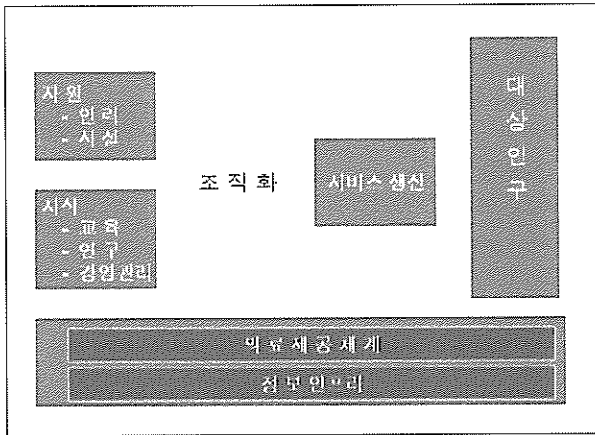 자원
- 인력
- 시설
지식
- 교육
- 연구
- 경영관리
조직화
서비스 생산
대상인구
의료제공체계
정보인프라